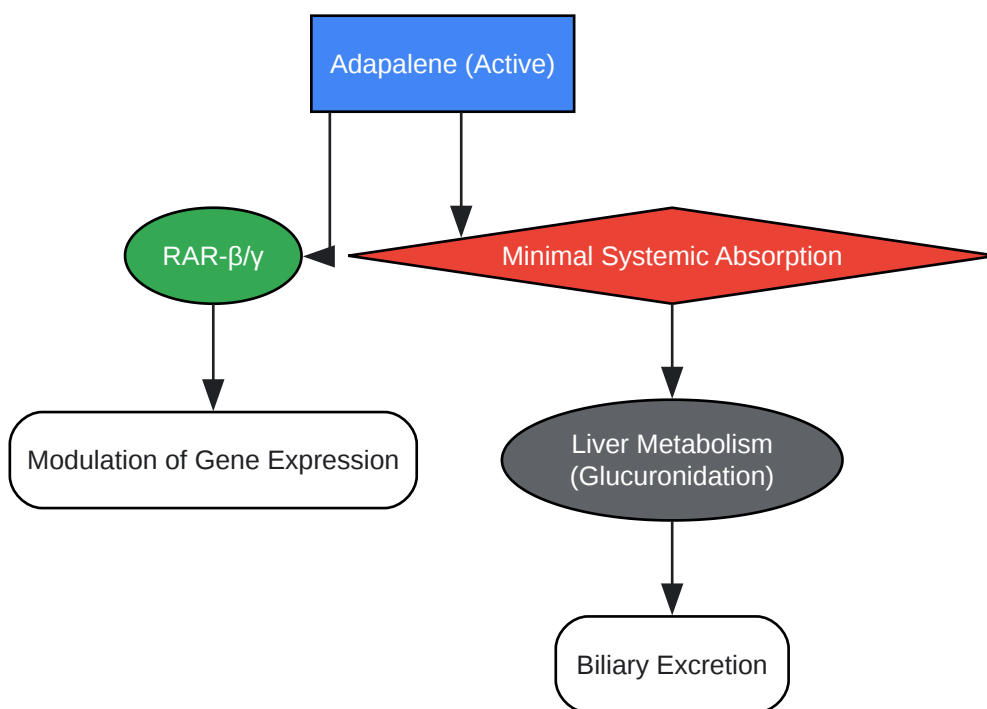 Adapalene (Active)
RAR-β/γ
Minimal Systemic Absorption
Modulation of Gene Expression
Liver Metabolism
(Glucuronidation)
Biliary Excretion